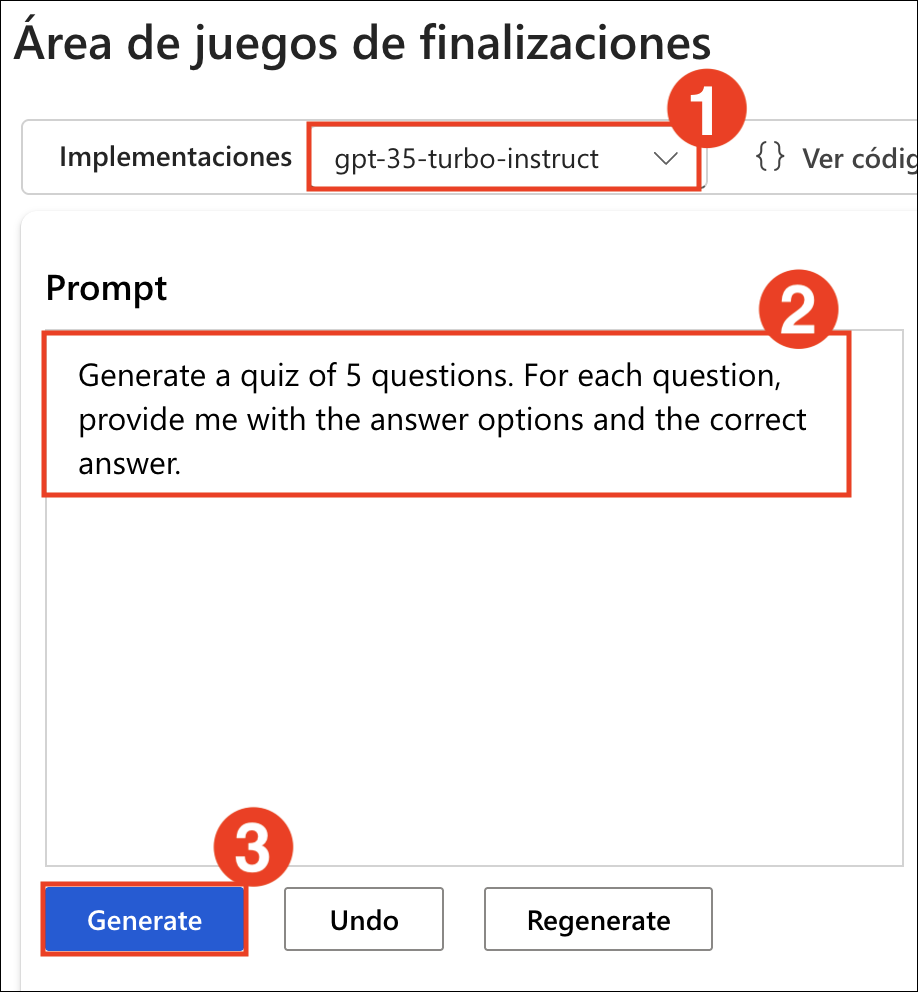 Área de juegos de finalizaciones
1
Implementaciones gpt-35-turbo-instruct {} Ver códig
Prompt
2
Generate a quiz of 5 questions. For each question,
provide me with the answer options and the correct
answer.
3
Generate Undo Regenerate